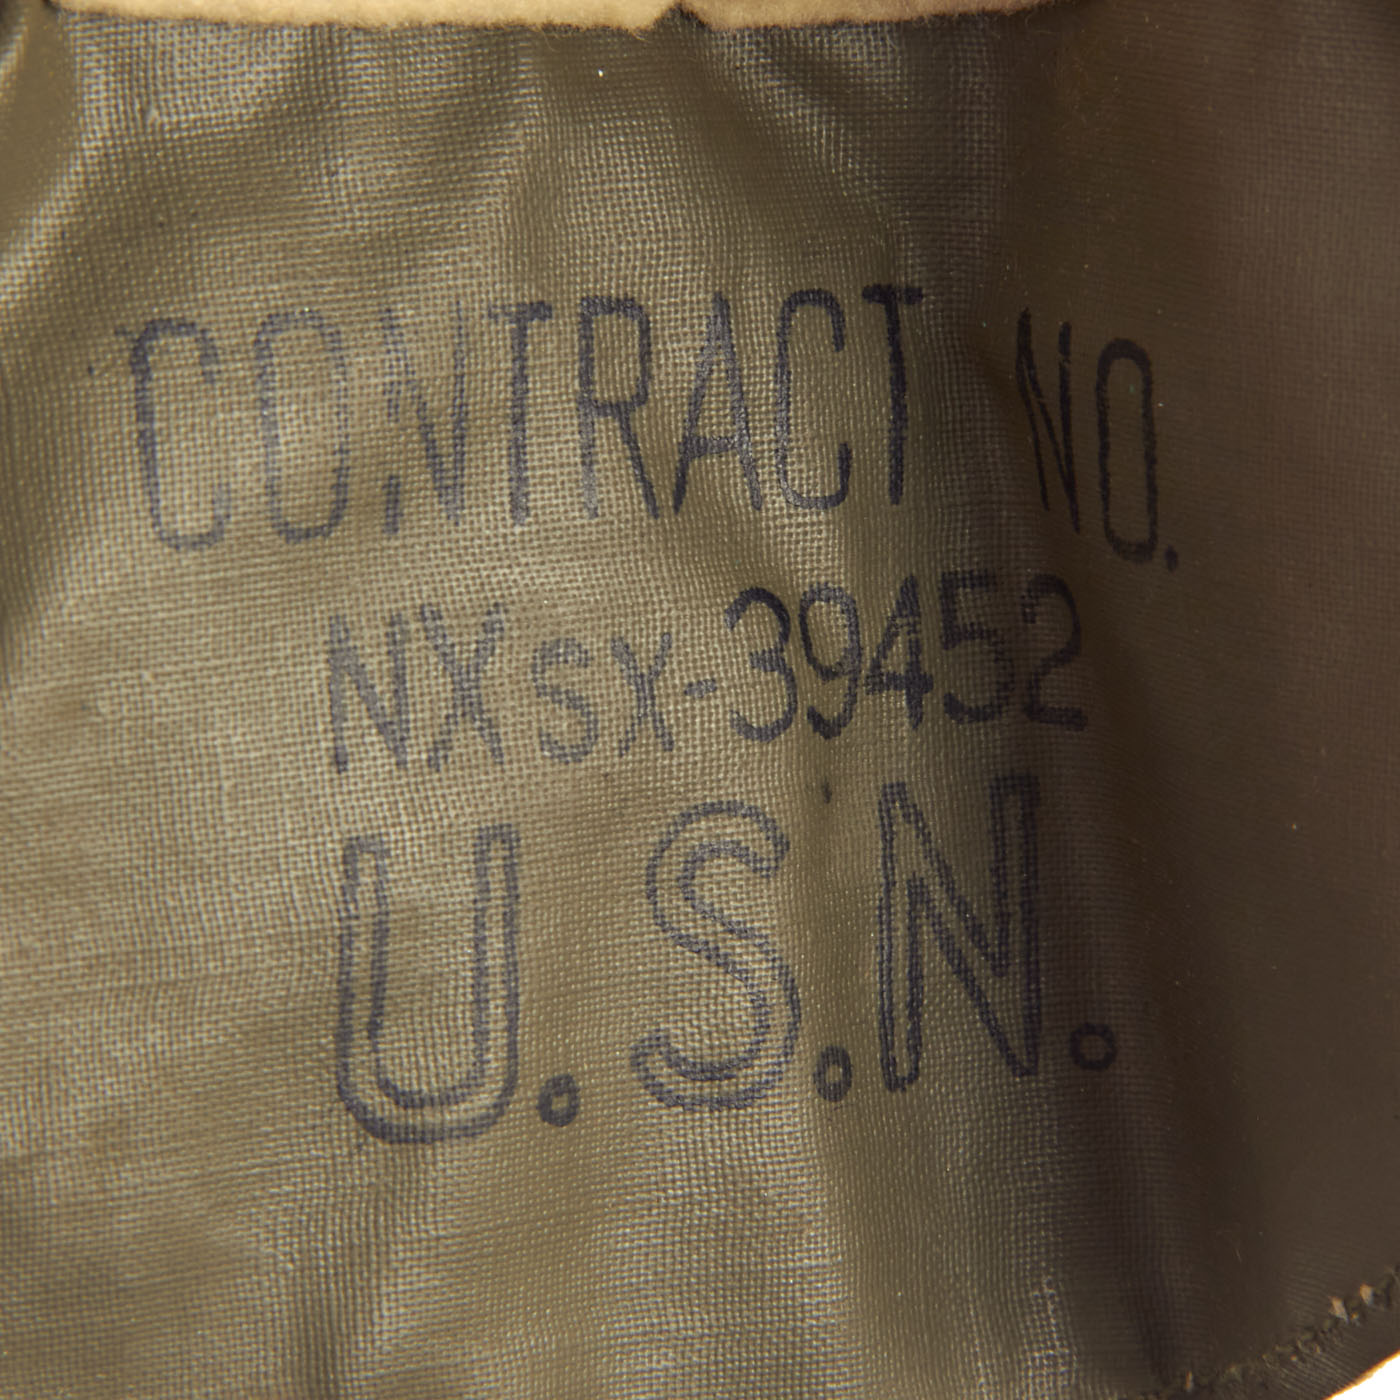 CONTRACT NO.
NXSX-39452
U.S.N.